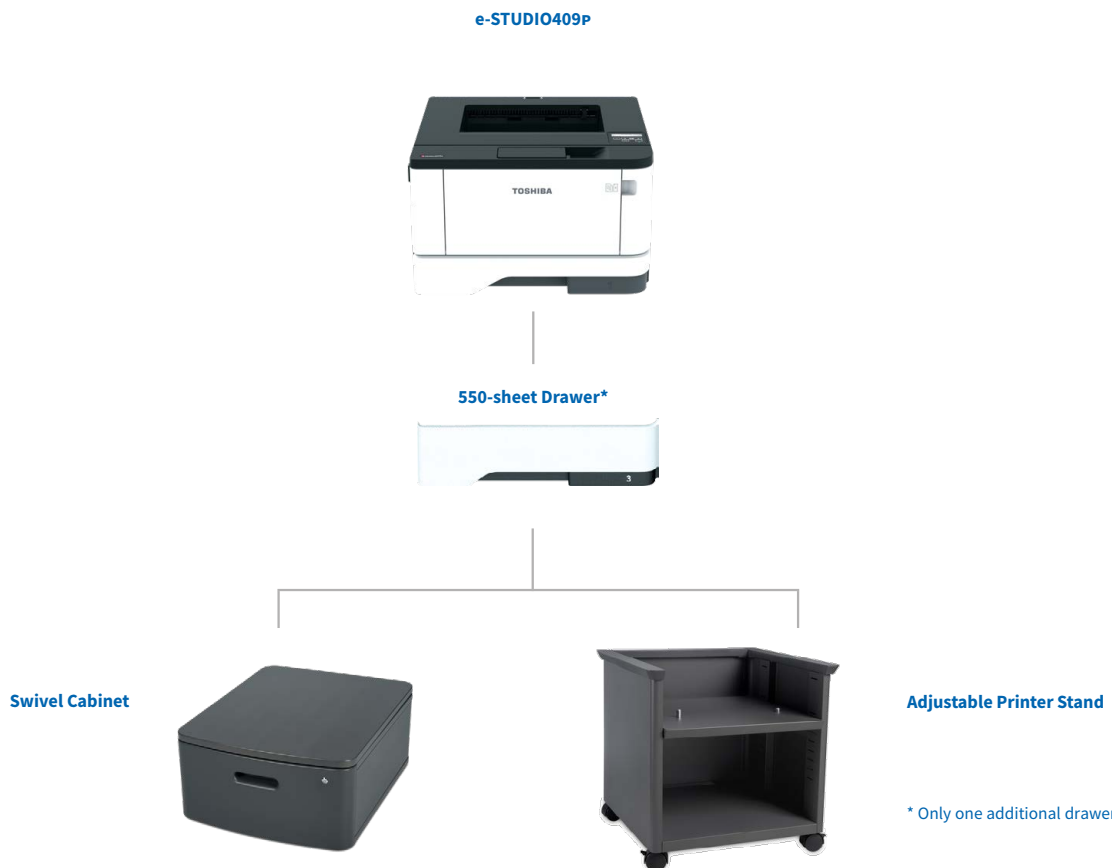 e-STUDIO409P
TOSHIBA
550-sheet Drawer*
3
Swivel Cabinet
Adjustable Printer Stand
* Only one additional drawer